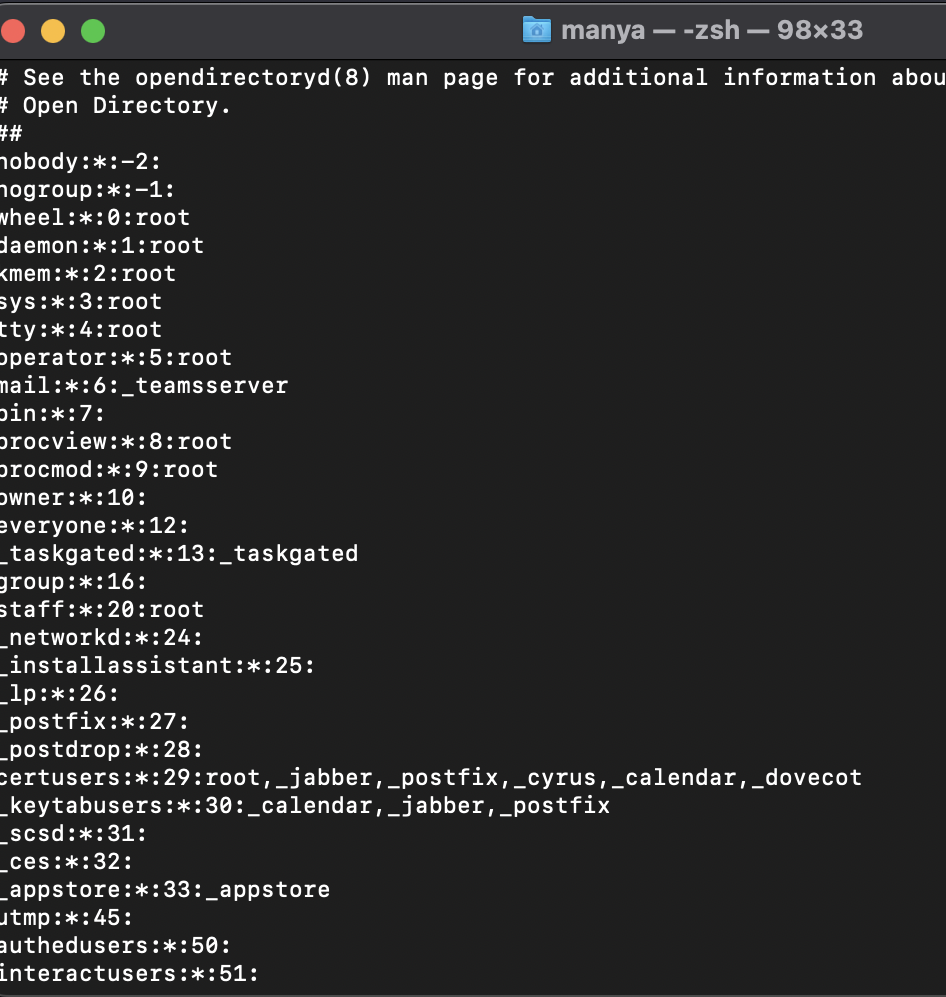 manya — -zsh — 98×33
# See the opendirectoryd(8) man page for additional information abou
# Open Directory.
##
nobody:*:-2:
nogroup:*:-1:
wheel:*:0:root
daemon:*:1:root
kmem:*:2:root
sys:*:3:root
tty:*:4:root
operator:*:5:root
mail:*:6:_teamsserver
bin:*:7:
procview:*:8:root
procmod:*:9:root
owner:*:10:
everyone:*:12:
_taskgated:*:13:_taskgated
group:*:16:
staff:*:20:root
_networkd:*:24:
_installassistant:*:25:
_lp:*:26:
_postfix:*:27:
_postdrop:*:28:
certusers:*:29:root,_jabber,_postfix,_cyrus,_calendar,_dovecot
_keytabusers:*:30:_calendar,_jabber,_postfix
_scsd:*:31:
_ces:*:32:
_appstore:*:33:_appstore
utmp:*:45:
authedusers:*:50:
interactusers:*:51: